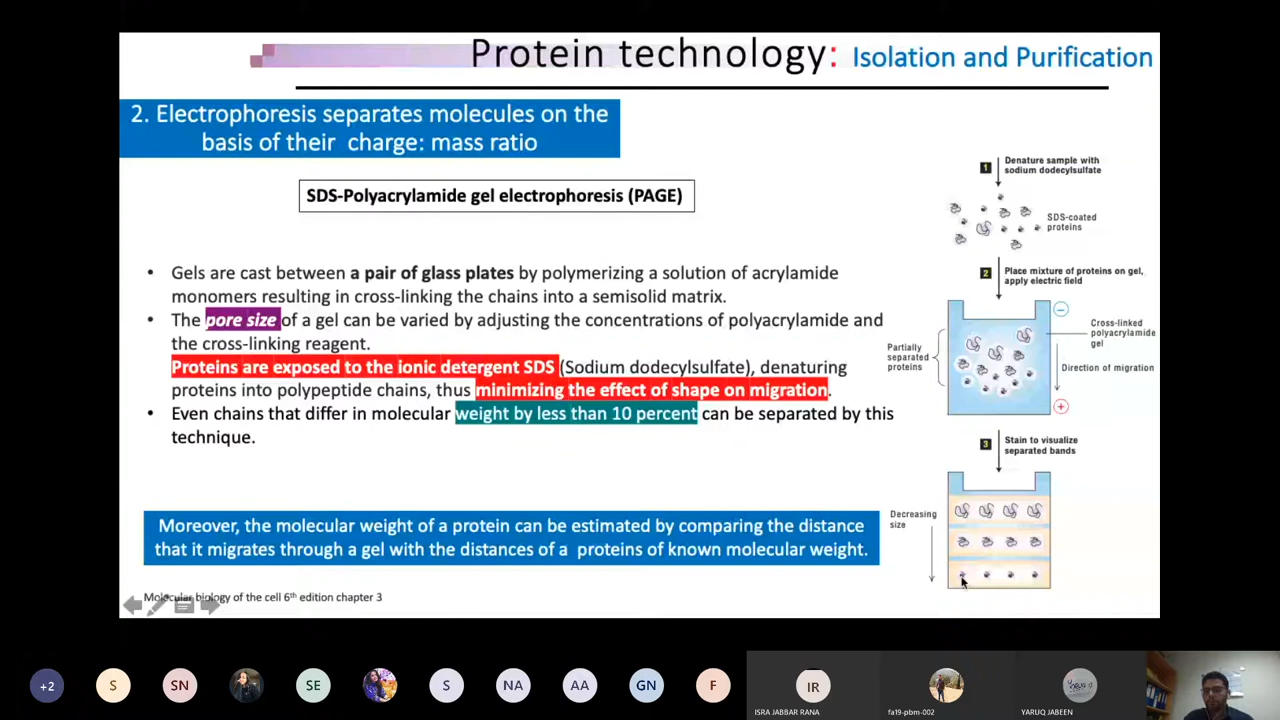 Protein technology: Isolation and Purification
2. Electrophoresis separates molecules on the
basis of their charge: mass ratio
SDS-Polyacrylamide gel electrophoresis (PAGE)
• Gels are cast between a pair of glass plates by polymerizing a solution of acrylamide
monomers resulting in cross-linking the chains into a semisolid matrix.
• The pore size of a gel can be varied by adjusting the concentrations of polyacrylamide and
the cross-linking reagent.
Proteins are exposed to the ionic detergent SDS (Sodium dodecylsulfate), denaturing
proteins into polypeptide chains, thus minimizing the effect of shape on migration.
• Even chains that differ in molecular weight by less than 10 percent can be separated by this
technique.
Moreover, the molecular weight of a protein can be estimated by comparing the distance
that it migrates through a gel with the distances of a proteins of known molecular weight.
Molecular biology of the cell 6th edition chapter 3
1
Denature sample with
sodium dodecylsulfate
SDS-coated
proteins
2
Place mixture of proteins on gel,
apply electric field
−
Partially
separated
proteins
Cross-linked
polyacrylamide
gel
Direction of migration
+
3
Stain to visualize
separated bands
Decreasing
size
+2
S
SN
SE
S
NA
AA
GN
F
IR
ISRA JABBAR RANA
fa19-pbm-002
YARUQ JABEEN